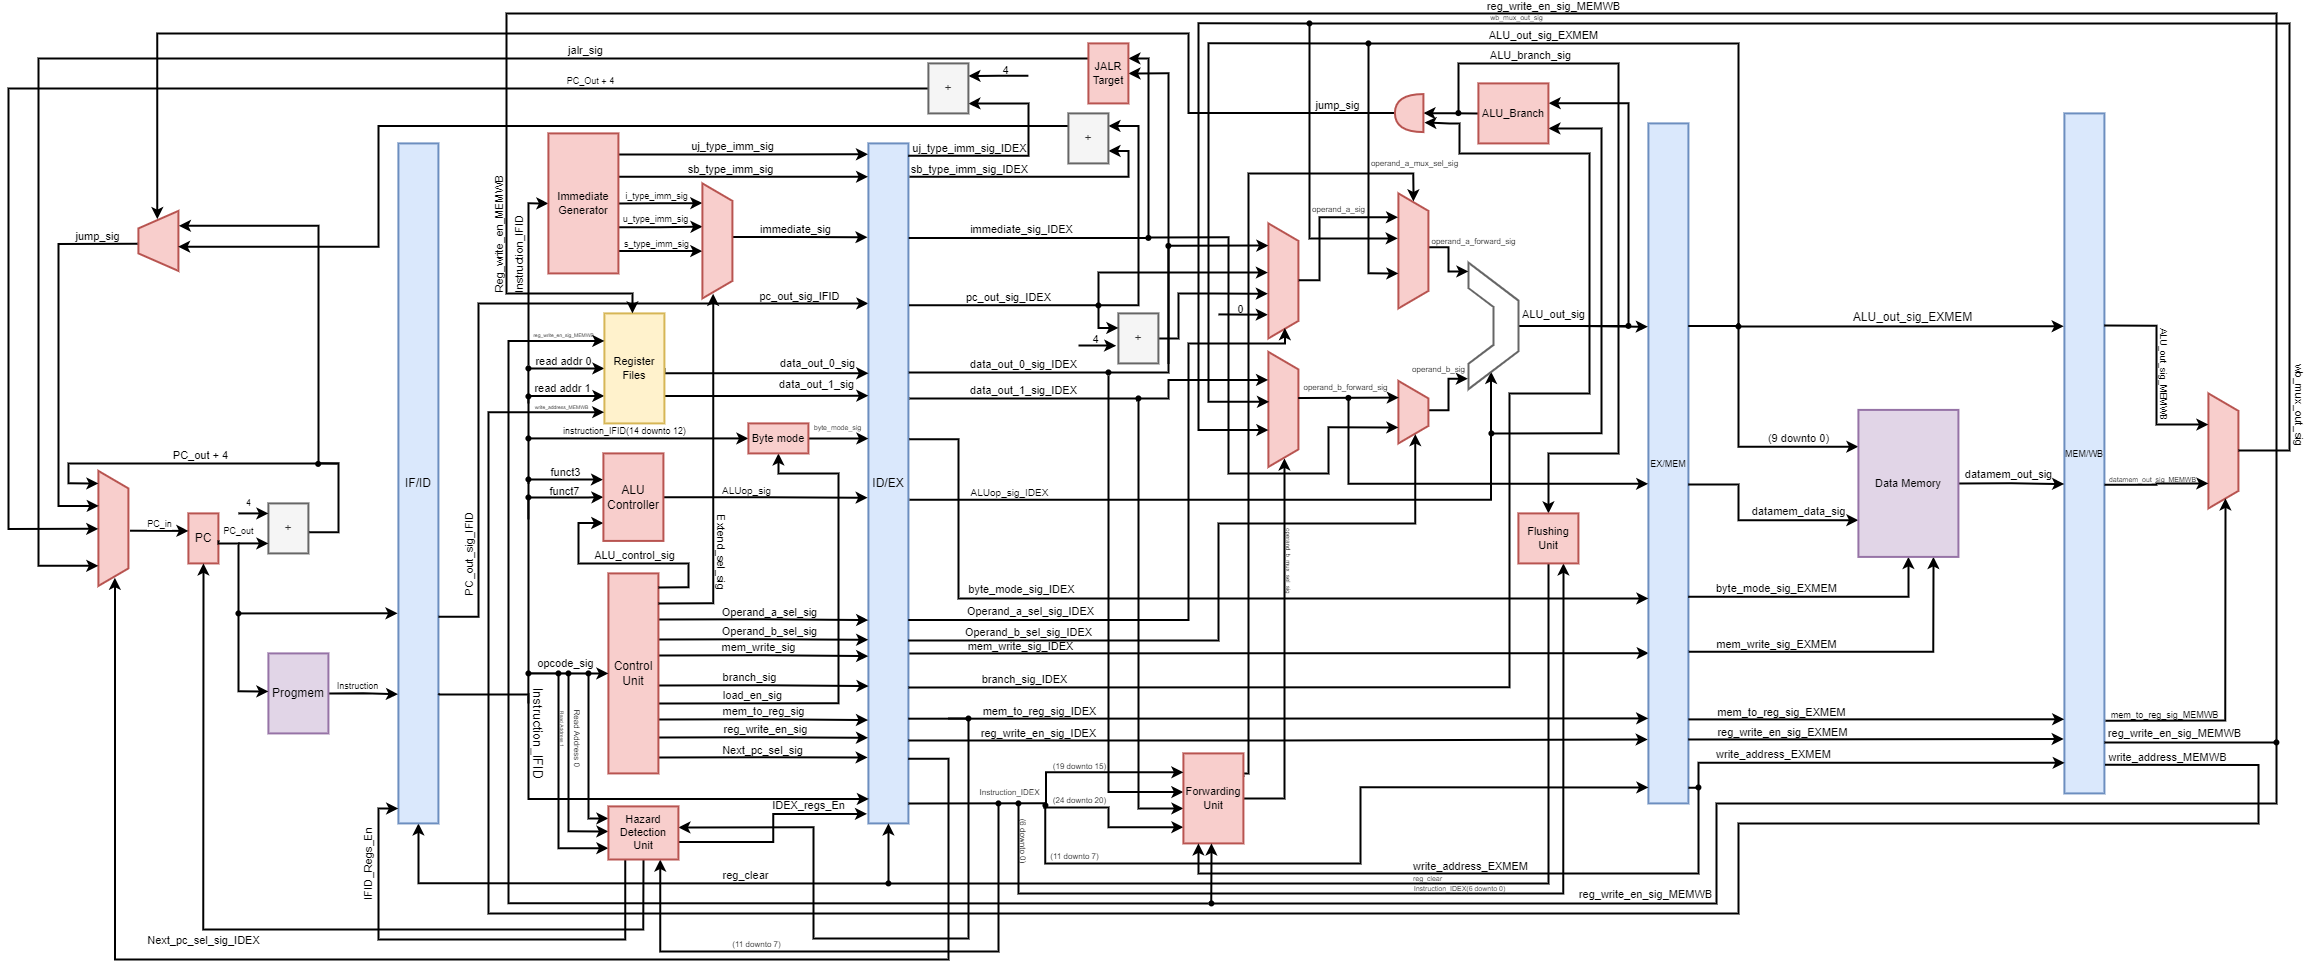 reg_write_en_sig_MEMWB
wb_mux_out_sig
ALU_out_sig_EXMEM
jalr_sig
JALR
Target
4
+
PC_Out + 4
ALU_branch_sig
jump_sig
ALU_Branch
+
operand_a_mux_sel_sig
uj_type_imm_sig
uj_type_imm_sig_IDEX
sb_type_imm_sig
sb_type_imm_sig_IDEX
Immediate
Generator
i_type_imm_sig
u_type_imm_sig
s_type_imm_sig
Reg_write_en_MEMWB
Instruction_IFID
immediate_sig
immediate_sig_IDEX
operand_a_sig
operand_a_forward_sig
jump_sig
pc_out_sig_IFID
pc_out_sig_IDEX
0
4
+
ALU_out_sig
ALU_out_sig_EXMEM
ALU_out_sig_MEMWB
wb_mux_out_sig
reg_write_en_sig_MEMWB
read addr 0
read addr 1
write_address_MEMWB
Register
Files
data_out_0_sig
data_out_0_sig_IDEX
data_out_1_sig
data_out_1_sig_IDEX
operand_b_forward_sig
operand_b_sig
instruction_IFID(14 downto 12)
Byte mode
byte_mode_sig
(9 downto 0)
PC_out + 4
IF/ID
ID/EX
EX/MEM
MEM/WB
funct3
funct7
ALU
Controller
ALUop_sig
ALUop_sig_IDEX
Data Memory
datamem_out_sig
datamem_out_sig_MEMWB
datamem_data_sig
4
PC_in
PC
PC_out
+
PC_out_sig_IFID
Extend_sel_sig
operand_b_mux_sel_sig
Flushing
Unit
ALU_control_sig
byte_mode_sig_IDEX
byte_mode_sig_EXMEM
Operand_a_sel_sig
Operand_a_sel_sig_IDEX
Operand_b_sel_sig
Operand_b_sel_sig_IDEX
mem_write_sig
mem_write_sig_IDEX
mem_write_sig_EXMEM
opcode_sig
Control
Unit
branch_sig
branch_sig_IDEX
load_en_sig
Progmem
Instruction
Instruction_IFID
Read Address 1
Read Address 0
mem_to_reg_sig
mem_to_reg_sig_IDEX
mem_to_reg_sig_EXMEM
mem_to_reg_sig_MEMWB
reg_write_en_sig
reg_write_en_sig_IDEX
reg_write_en_sig_EXMEM
reg_write_en_sig_MEMWB
Next_pc_sel_sig
write_address_EXMEM
write_address_MEMWB
(19 downto 15)
Instruction_IDEX
(24 downto 20)
Forwarding
Unit
IDEX_regs_En
Hazard
Detection
Unit
(6 downto 0)
(11 downto 7)
IFID_Regs_En
write_address_EXMEM
reg_clear
reg_clear
Instruction_IDEX(6 downto 0)
reg_write_en_sig_MEMWB
Next_pc_sel_sig_IDEX
(11 downto 7)